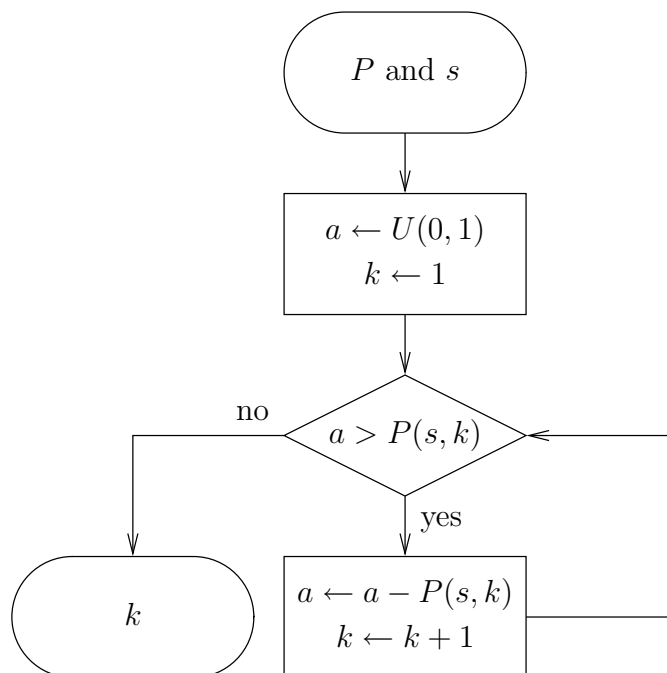 P and s
a ← U(0, 1)
k ← 1
no
a > P(s, k)
yes
k
a ← a − P(s, k)
k ← k + 1